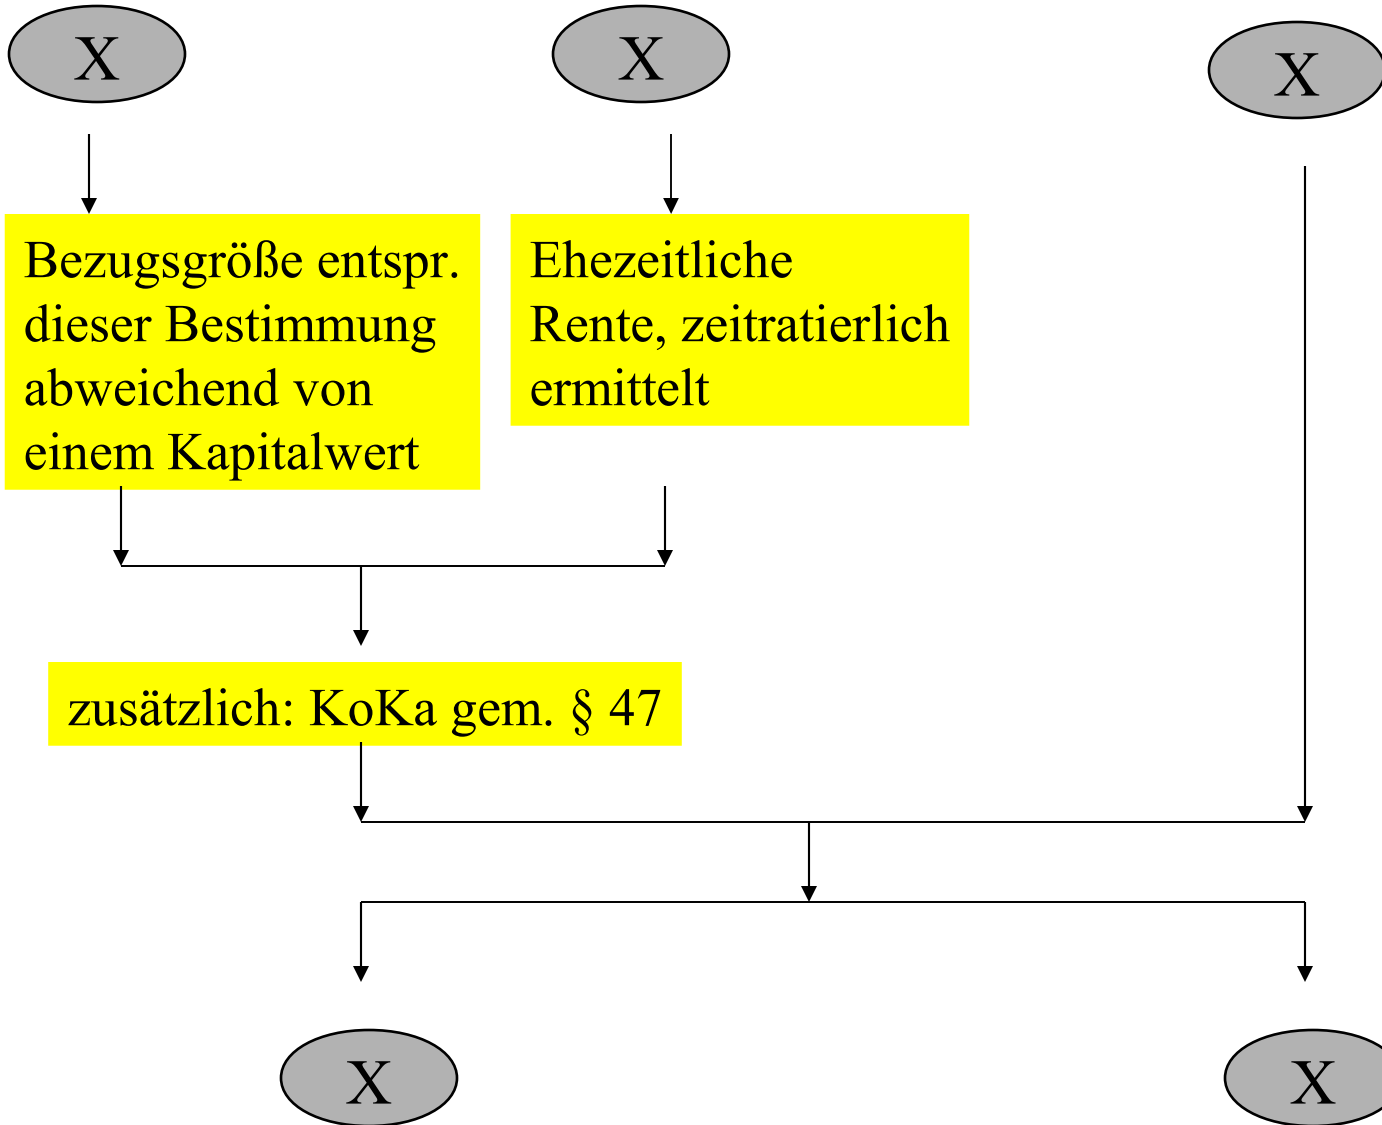 X
X
X
Bezugsgröße entspr.
dieser Bestimmung
abweichend von
einem Kapitalwert
Ehezeitliche
Rente, zeitratierlich
ermittelt
zusätzlich: KoKa gem. § 47
X
X